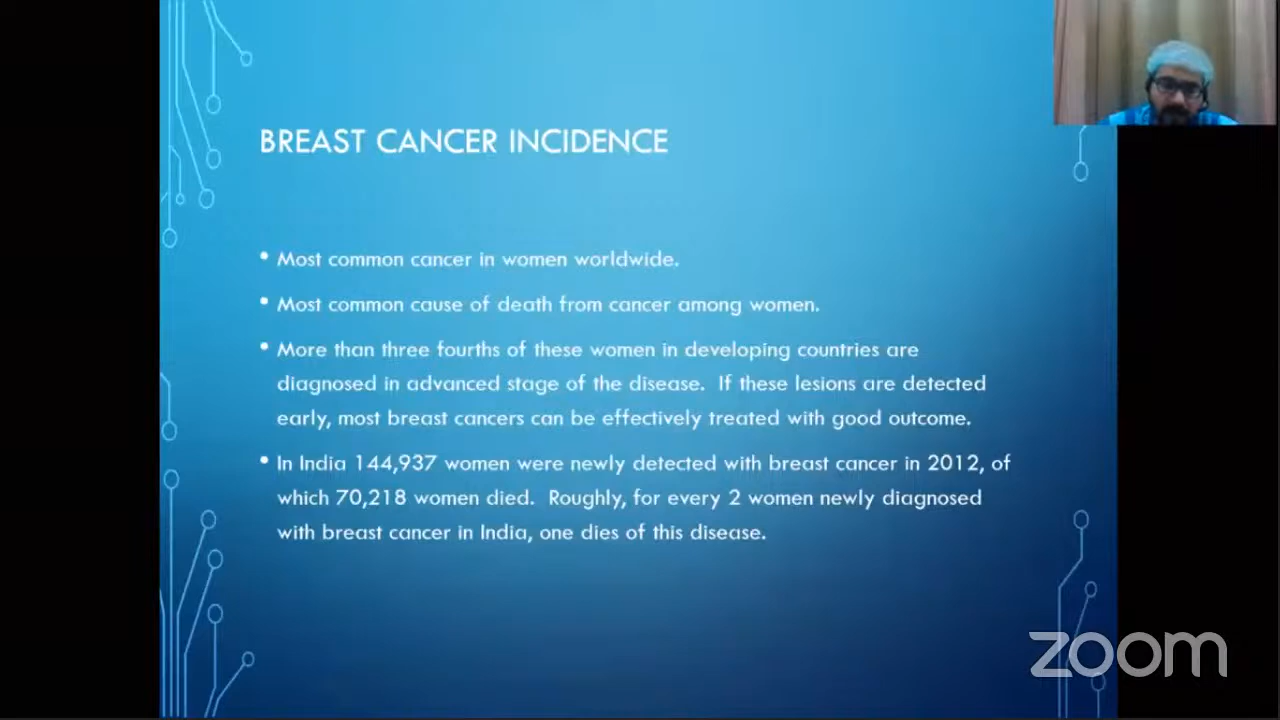 BREAST CANCER INCIDENCE
• Most common cancer in women worldwide.
• Most common cause of death from cancer among women.
• More than three fourths of these women in developing countries are
diagnosed in advanced stage of the disease. If these lesions are detected
early, most breast cancers can be effectively treated with good outcome.
• In India 144,937 women were newly detected with breast cancer in 2012, of
which 70,218 women died. Roughly, for every 2 women newly diagnosed
with breast cancer in India, one dies of this disease.
zoom